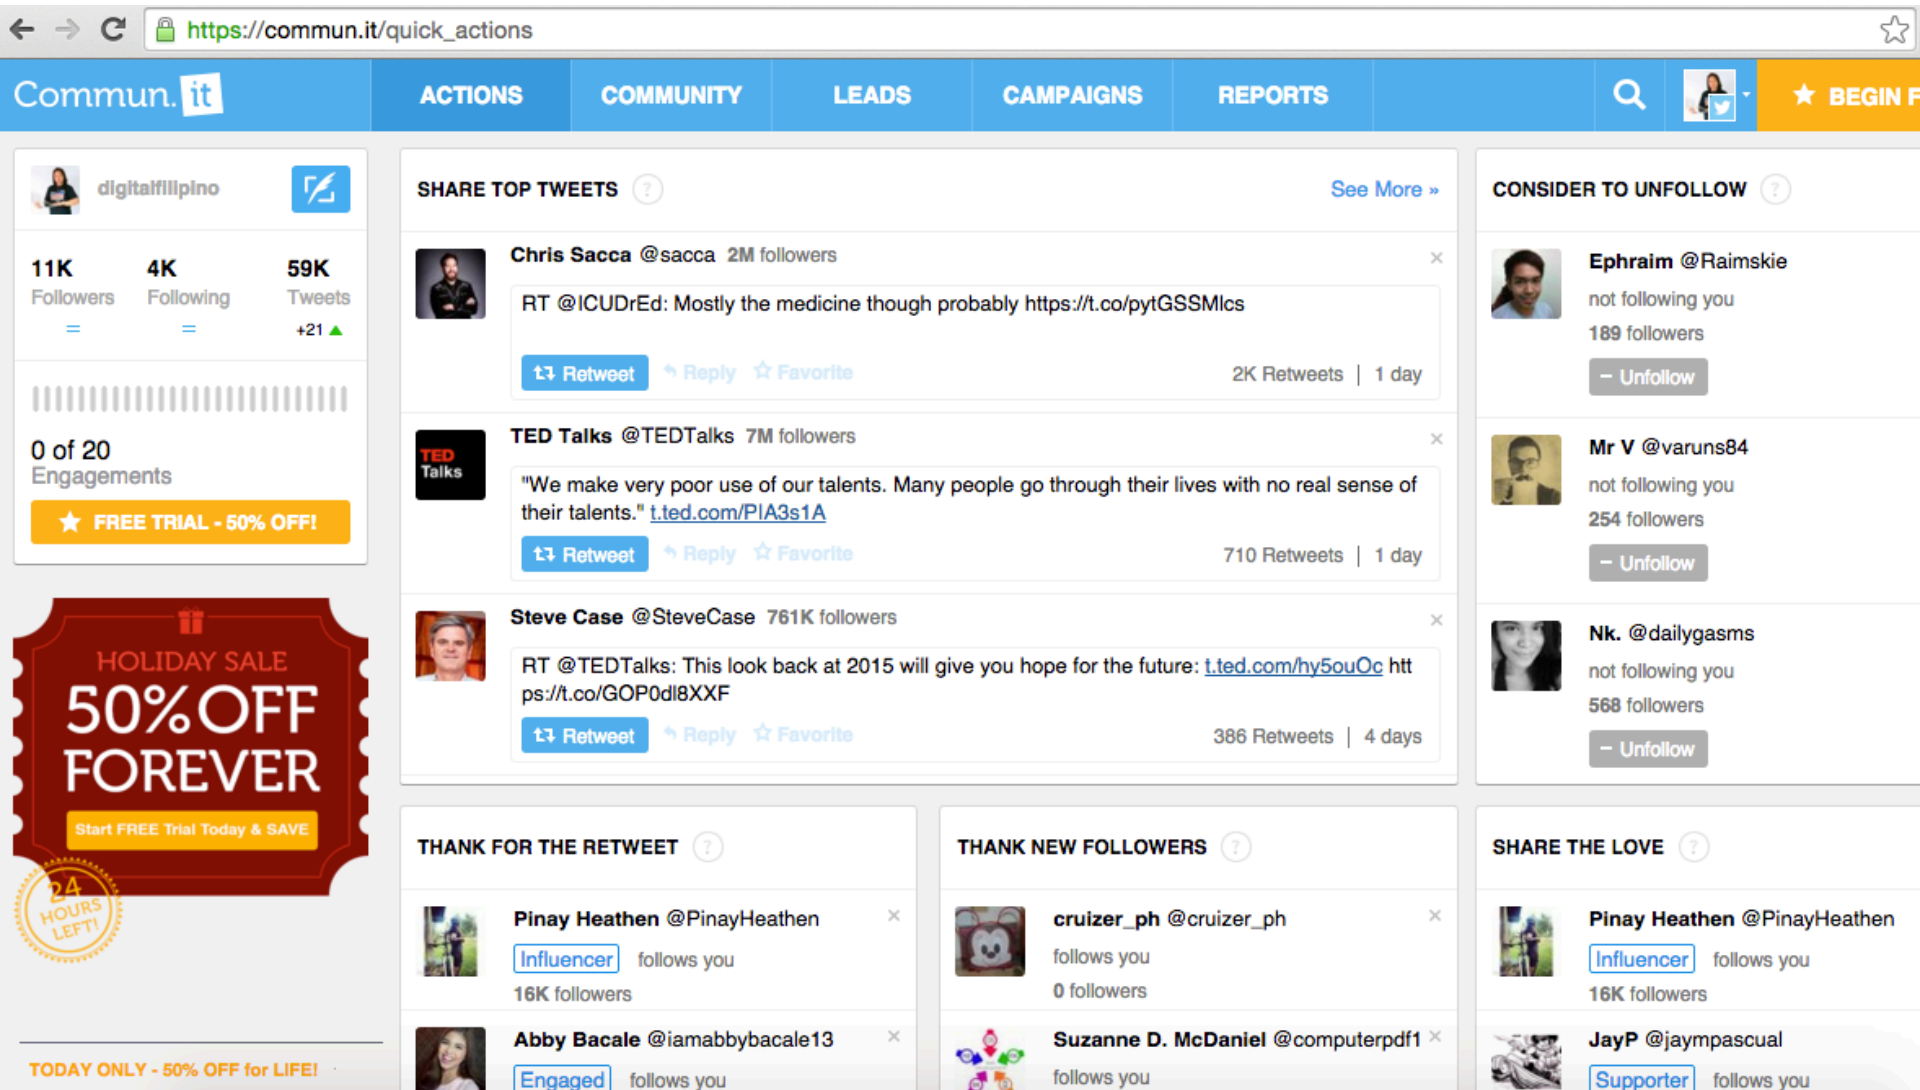 https://commun.it/quick_actions
Commun.it
ACTIONS
COMMUNITY
LEADS
CAMPAIGNS
REPORTS
BEGIN F
digitalfilipino
11K
4K
59K
Followers
Following
Tweets
=
=
+21
0 of 20
Engagements
FREE TRIAL - 50% OFF!
HOLIDAY SALE
50% OFF
FOREVER
Start FREE Trial Today & SAVE
24
HOURS
LEFT!
TODAY ONLY - 50% OFF for LIFE!
SHARE TOP TWEETS ?
See More »
Chris Sacca @sacca 2M followers
×
RT @ICUDrEd: Mostly the medicine though probably https://t.co/pytGSSMlcs
Retweet Reply Favorite
2K Retweets | 1 day
TED Talks @TEDTalks 7M followers
×
TED
Talks
"We make very poor use of our talents. Many people go through their lives with no real sense of
their talents." t.ted.com/PIA3s1A
Retweet Reply Favorite
710 Retweets | 1 day
Steve Case @SteveCase 761K followers
×
RT @TEDTalks: This look back at 2015 will give you hope for the future: t.ted.com/hy5ouOc htt
ps://t.co/GOP0dl8XXF
Retweet Reply Favorite
386 Retweets | 4 days
CONSIDER TO UNFOLLOW ?
Ephraim @Raimskie
not following you
189 followers
− Unfollow
Mr V @varuns84
not following you
254 followers
− Unfollow
Nk. @dailygasms
not following you
568 followers
− Unfollow
THANK FOR THE RETWEET ?
Pinay Heathen @PinayHeathen
×
Influencer follows you
16K followers
Abby Bacale @iamabbybacale13
×
Engaged follows you
THANK NEW FOLLOWERS ?
cruizer_ph @cruizer_ph
×
follows you
0 followers
Suzanne D. McDaniel @computerpdf1
×
follows you
SHARE THE LOVE ?
Pinay Heathen @PinayHeathen
Influencer follows you
16K followers
JayP @jaympascual
Supporter follows you